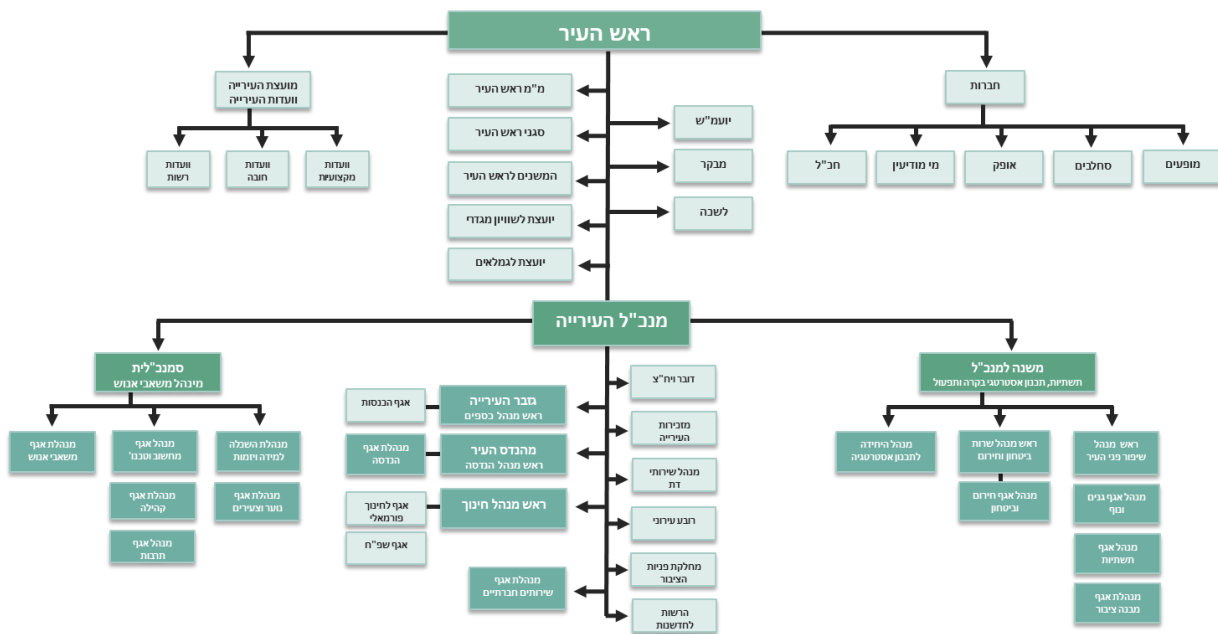 ראש העיר
מועצת העירייה
וועדות העירייה
וועדות
מקצועיות
וועדות
חובה
וועדות
רשות
חברות
מופעים
סחלבים
אופק
מי מודיעין
חכ"ל
מ"מ ראש העיר
סגני ראש העיר
המשנים לראש העיר
יועצת לשוויון מגדרי
יועצת לגמלאים
יועמ"ש
מבקר
לשכה
מנכ"ל העירייה
משנה למנכ"ל
תשתיות, תכנון אסטרטגי בקרה ותפעול
ראש מנהל
שיפור פני העיר
מנהל אגף גנים
ונוף
מנהל אגף
תשתיות
מנהלת אגף
מבנה ציבור
ראש מנהל שרות
ביטחון וחירום
מנהל אגף חירום
וביטחון
מנהל היחידה
לתכנון אסטרטגיה
דובר ויח"צ
מזכירות
העירייה
מנהל שירותי
דת
רובע עירוני
מחלקת פניות
הציבור
הרשות
לחדשנות
גזבר העירייה
ראש מנהל כספים
אגף הכנסות
מהנדס העיר
ראש מנהל הנדסה
מנהלת אגף
הנדסה
ראש מנהל חינוך
אגף לחינוך
פורמאלי
אגף שפ"ח
מנהלת אגף
שירותים חברתיים
סמנכ"לית
מינהל משאבי אנוש
מנהלת השכלה
למידה ויזמות
מנהלת אגף
נוער וצעירים
מנהל אגף
מחשוב וטכנו'
מנהלת אגף
קהילה
מנהל אגף
תרבות
מנהלת אגף
משאבי אנוש